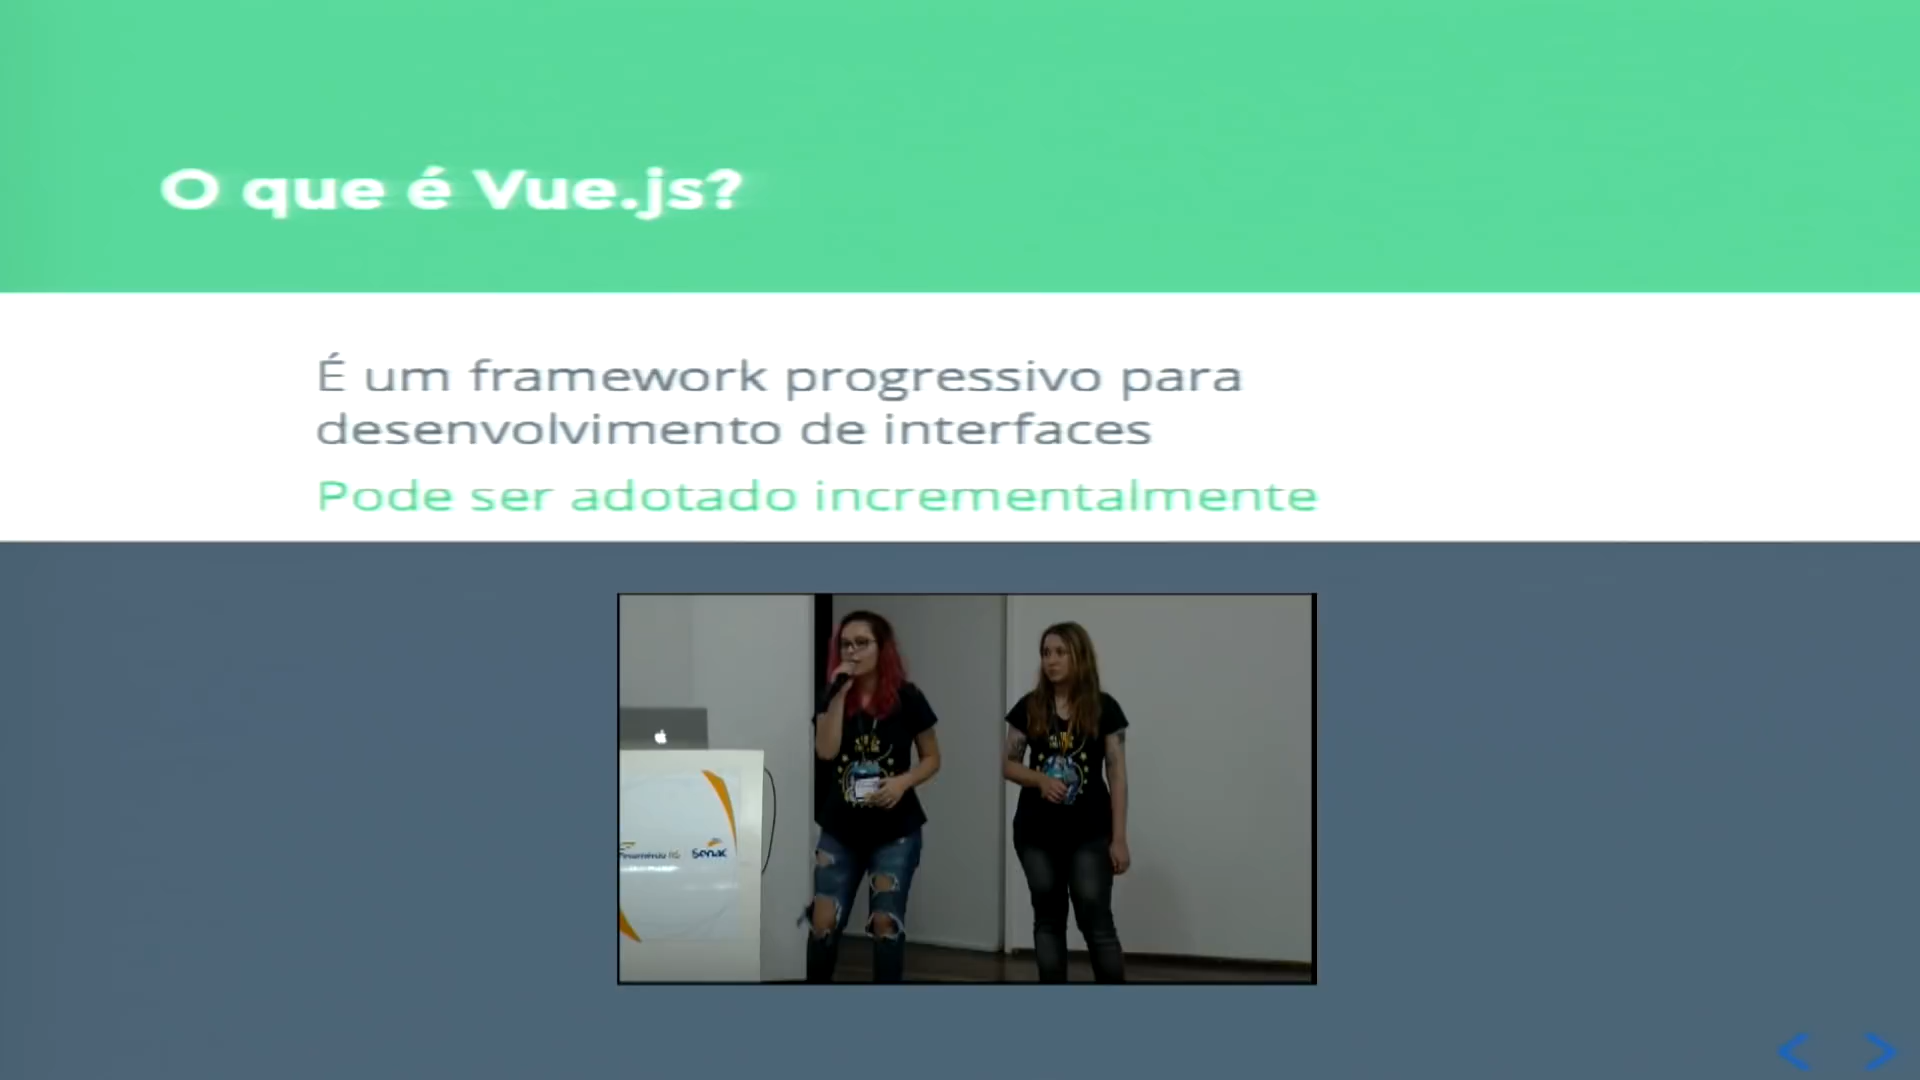 O que é Vue.js?
É um framework progressivo para
desenvolvimento de interfaces
Pode ser adotado incrementalmente
Senac